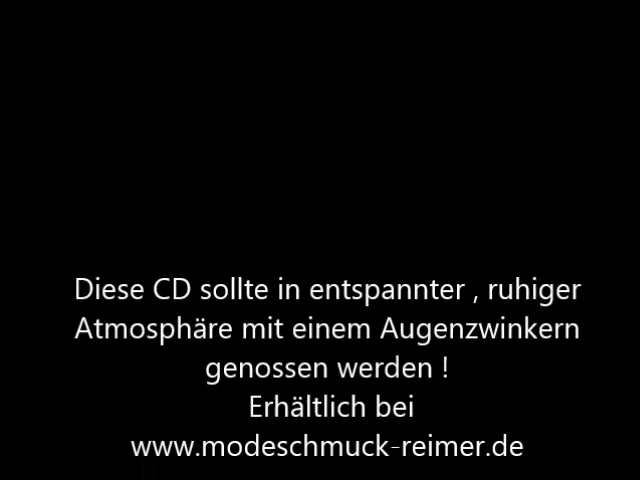 Diese CD sollte in entspannter , ruhiger
Atmosphäre mit einem Augenzwinkern
genossen werden !
Erhältlich bei
www.modeschmuck-reimer.de